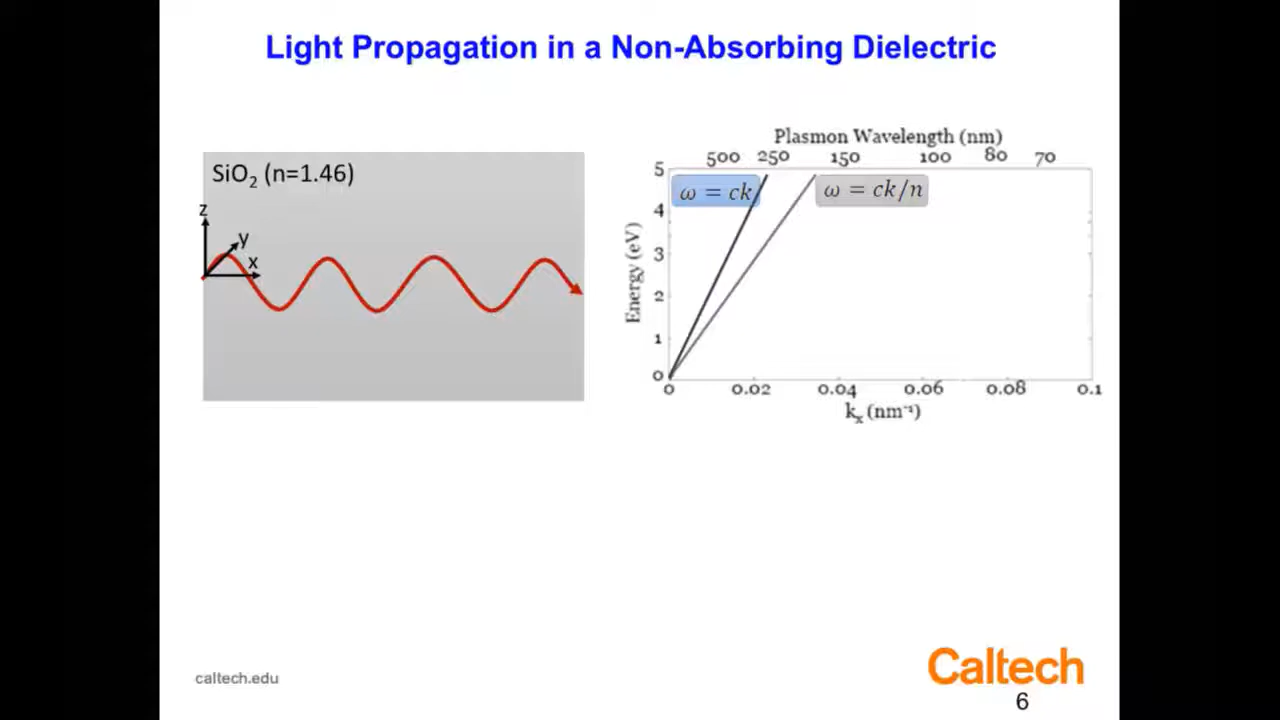 Light Propagation in a Non-Absorbing Dielectric
SiO₂ (n=1.46)
z
y
x
Plasmon Wavelength (nm)
500 250 150 100 80 70
5
4
3
2
1
0
Energy (eV)
ω = ck
ω = ck/n
0 0.02 0.04 0.06 0.08 0.1
kₓ (nm⁻¹)
caltech.edu
Caltech
6